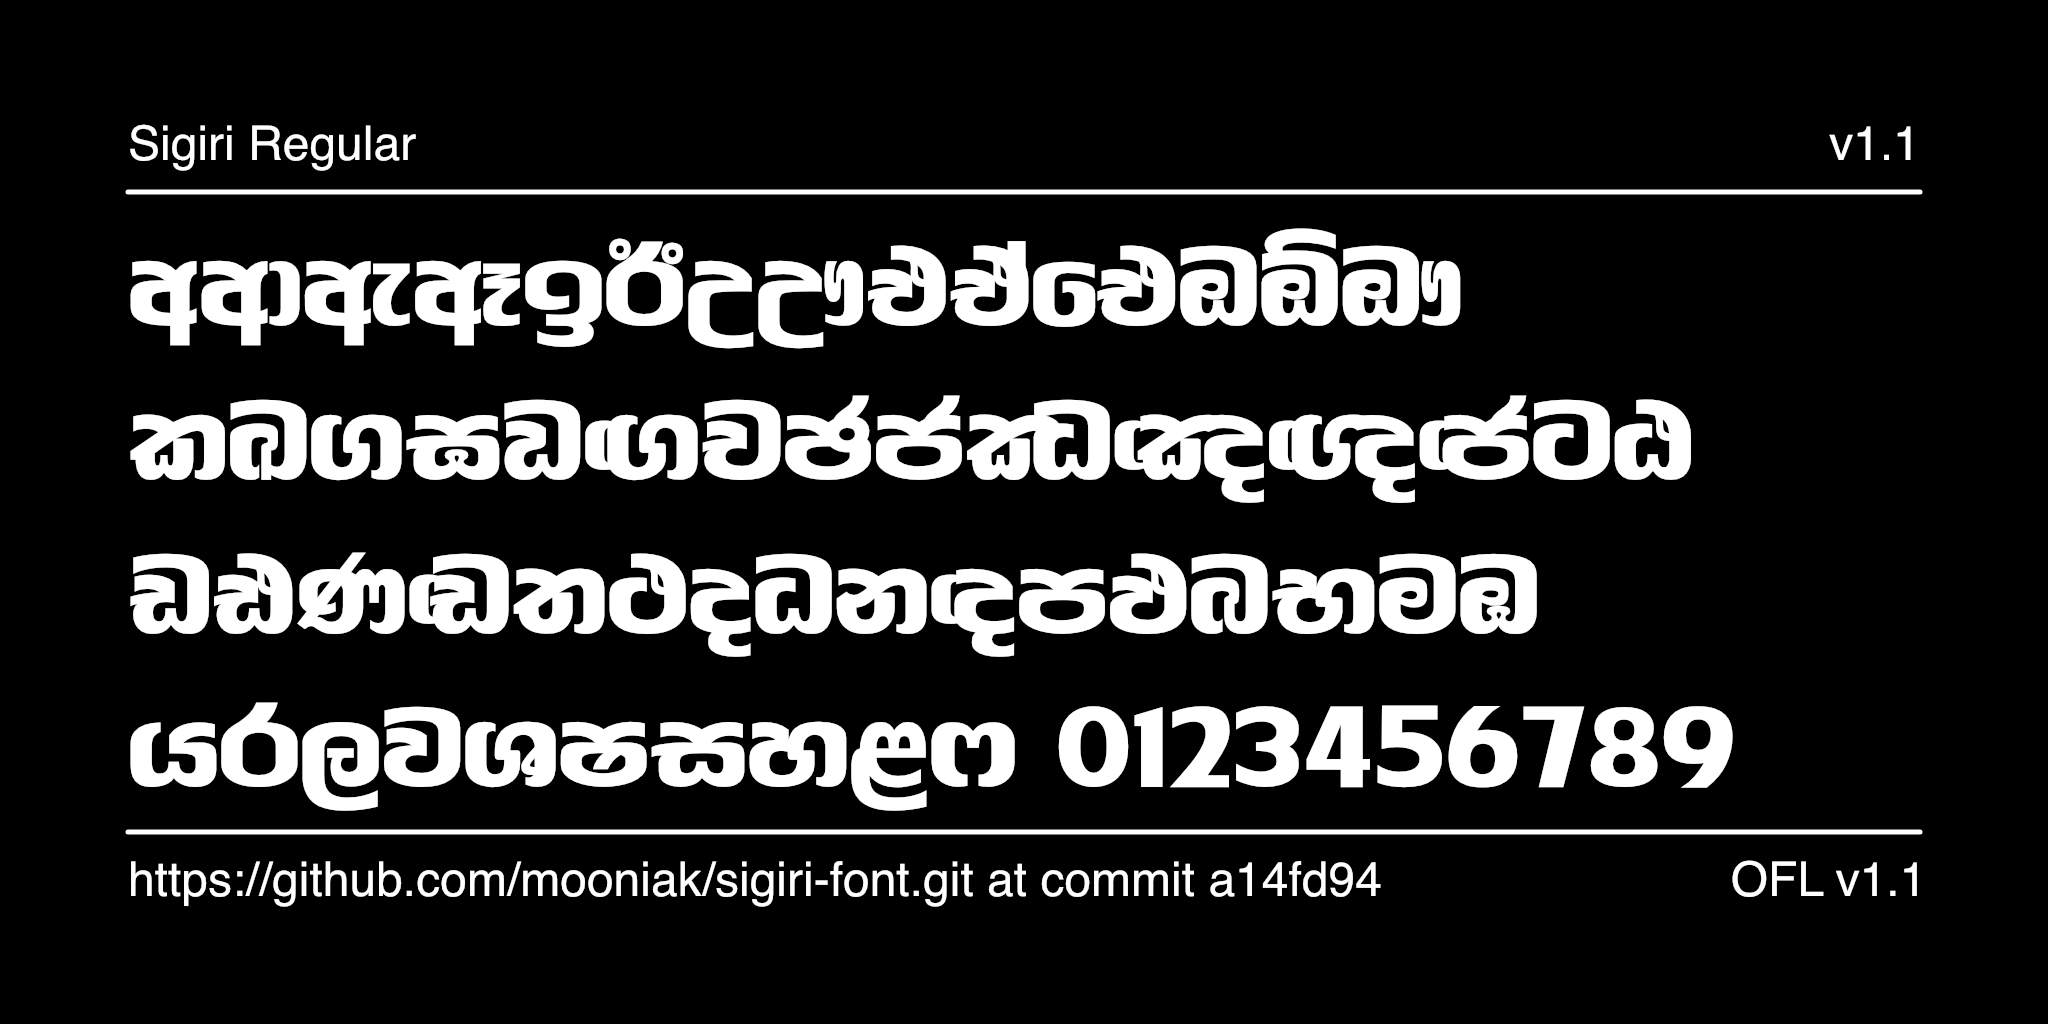 Sigiri Regular v1.1
අආඇඈඉඊඋඌඑඒඓඔඕඖ
කඛගඝඞඟචඡජඣඤඥඦටඨ
ඩඪණඬතථදධනඳපඵබභමඹ
යරලවශෂසහළෆ 0123456789
https://github.com/mooniak/sigiri-font.git at commit a14fd94 OFL v1.1